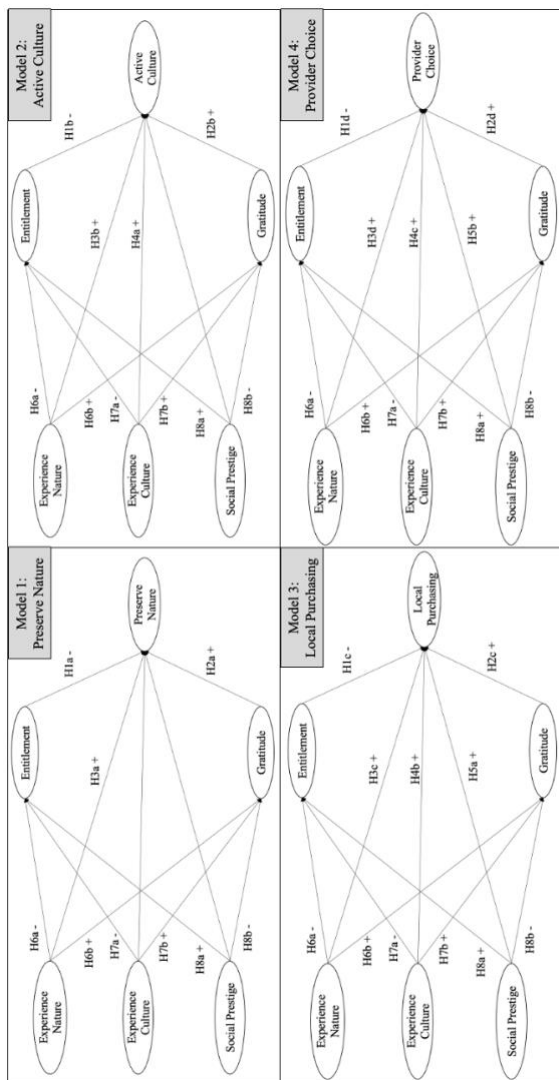 Model 1:
Preserve Nature
Entitlement
H1a -
Experience
Nature
H6a -
H3a +
H6b +
Preserve Nature
Experience
Culture
H7a -
H7b +
H8a +
Social Prestige
H8b -
H2a +
Gratitude
Model 2:
Active Culture
Entitlement
H1b -
Experience
Nature
H6a -
H3b +
H6b +
Active
Culture
H4a +
Experience
Culture
H7a -
H7b +
H8a +
Social Prestige
H8b -
H2b +
Gratitude
Model 3:
Local Purchasing
Entitlement
H1c -
Experience
Nature
H6a -
H3c +
H6b +
Local
Purchasing
H4b +
Experience
Culture
H7a -
H7b +
H5a +
H8a +
Social Prestige
H8b -
H2c +
Gratitude
Model 4:
Provider Choice
Entitlement
H1d -
Experience
Nature
H6a -
H3d +
H6b +
Provider
Choice
H4c +
Experience
Culture
H7a -
H7b +
H5b +
H8a +
Social Prestige
H8b -
H2d +
Gratitude